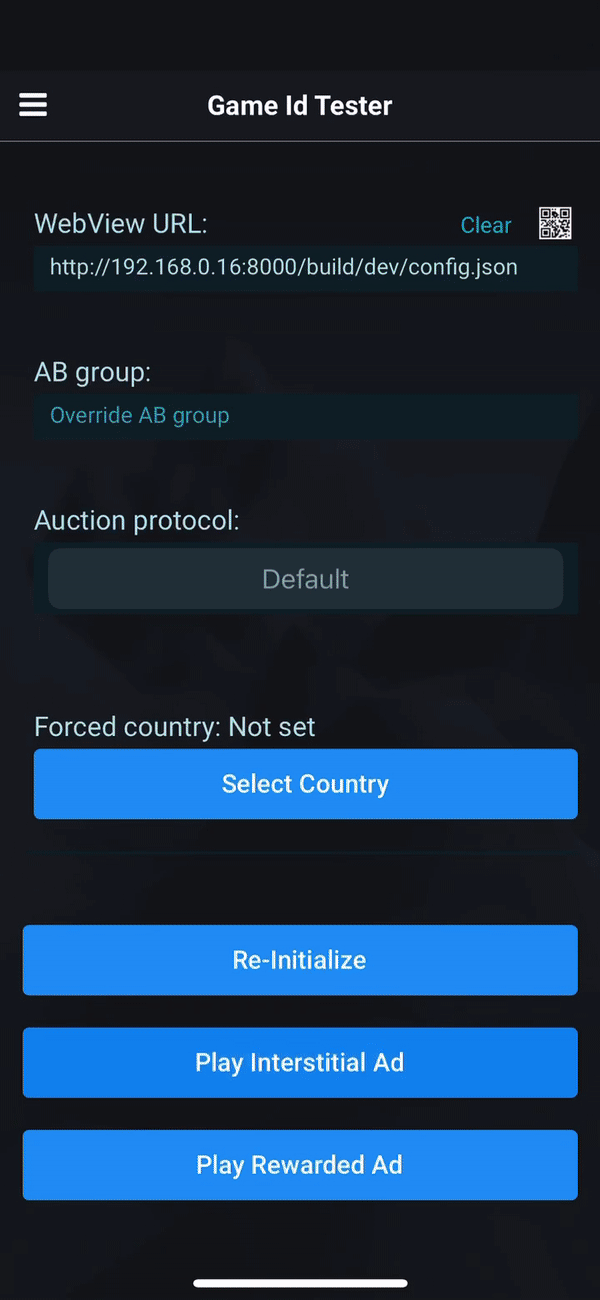 Game Id Tester
WebView URL:
Clear
http://192.168.0.16:8000/build/dev/config.json
AB group:
Override AB group
Auction protocol:
Default
Forced country: Not set
Select Country
Re-Initialize
Play Interstitial Ad
Play Rewarded Ad